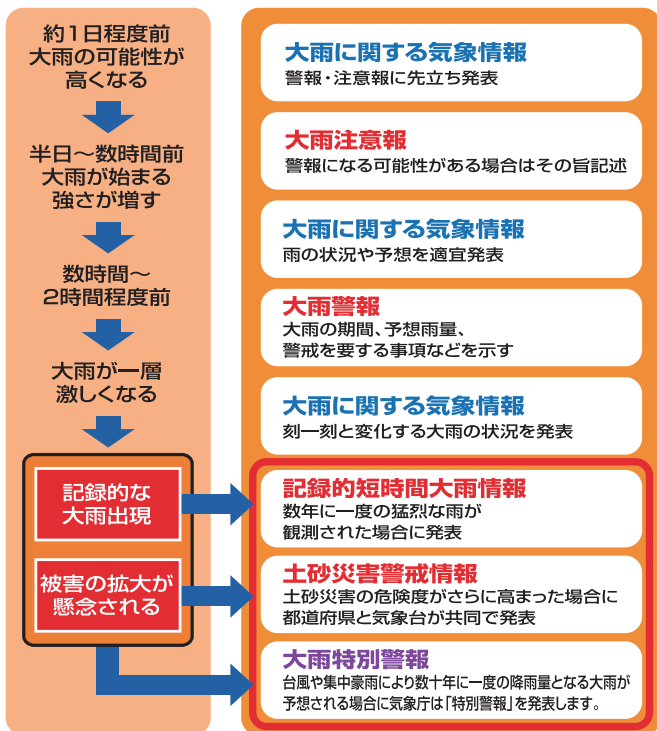 約1日程度前
大雨の可能性が
高くなる
半日～数時間前
大雨が始まる
強さが増す
数時間～
2時間程度前
大雨が一層
激しくなる
記録的な
大雨出現
被害の拡大が
懸念される
大雨に関する気象情報
警報・注意報に先立ち発表
大雨注意報
警報になる可能性がある場合はその旨記述
大雨に関する気象情報
雨の状況や予想を適宜発表
大雨警報
大雨の期間、予想雨量、
警戒を要する事項などを示す
大雨に関する気象情報
刻一刻と変化する大雨の状況を発表
記録的短時間大雨情報
数年に一度の猛烈な雨が
観測された場合に発表
土砂災害警戒情報
土砂災害の危険度がさらに高まった場合に
都道府県と気象台が共同で発表
大雨特別警報
台風や集中豪雨により数十年に一度の降雨量となる大雨が
予想される場合に気象庁は「特別警報」を発表します。